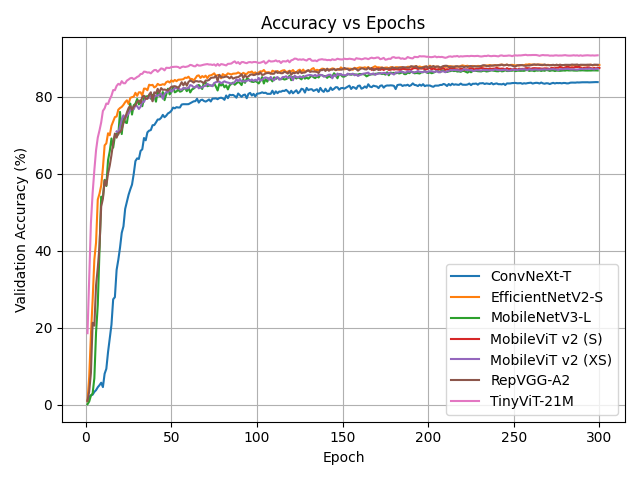 Accuracy vs Epochs
Validation Accuracy (%)
80
60
40
20
0
0 50 100 150 200 250 300
Epoch
ConvNeXt-T
EfficientNetV2-S
MobileNetV3-L
MobileViT v2 (S)
MobileViT v2 (XS)
RepVGG-A2
TinyViT-21M